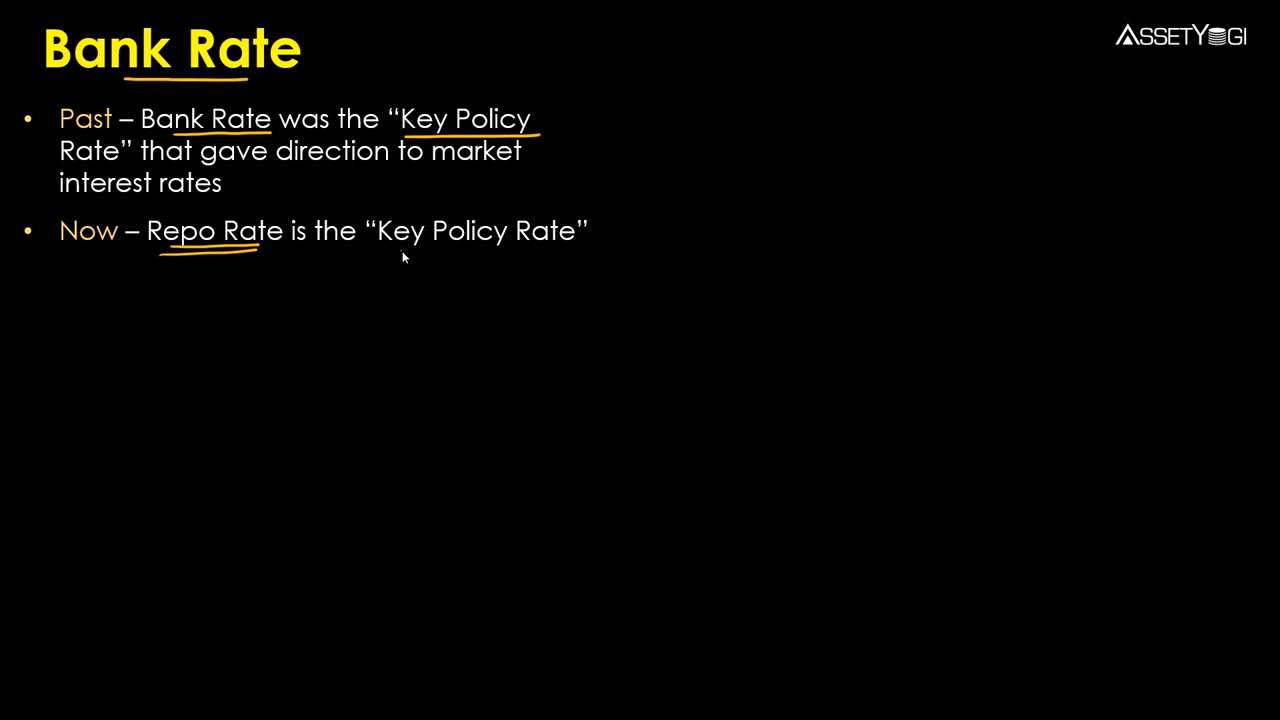 Bank Rate
ASSETYOGI
• Past – Bank Rate was the “Key Policy
Rate” that gave direction to market
interest rates
• Now – Repo Rate is the “Key Policy Rate”